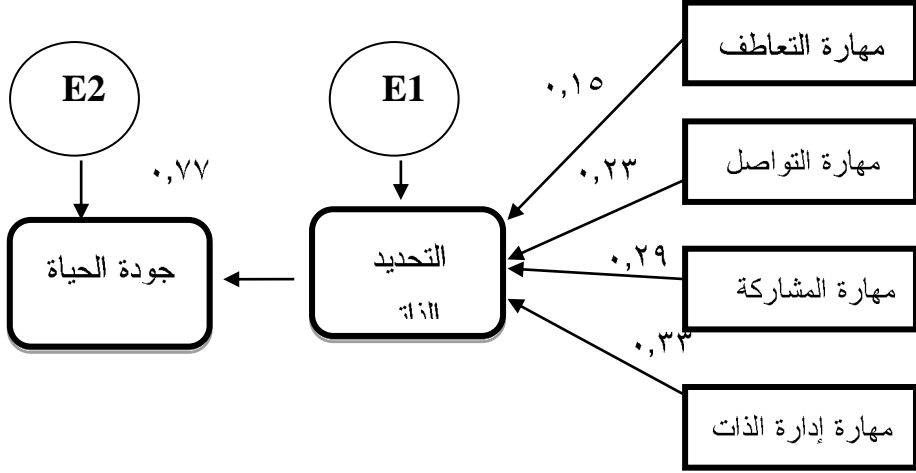 مهارة التعاطف
٠,١٥
E1
E2
مهارة التواصل
٠,٢٣
٠,٧٧
التحديد
جودة الحياة
٠,٢٩
مهارة المشاركة
٠,٣٣
مهارة إدارة الذات